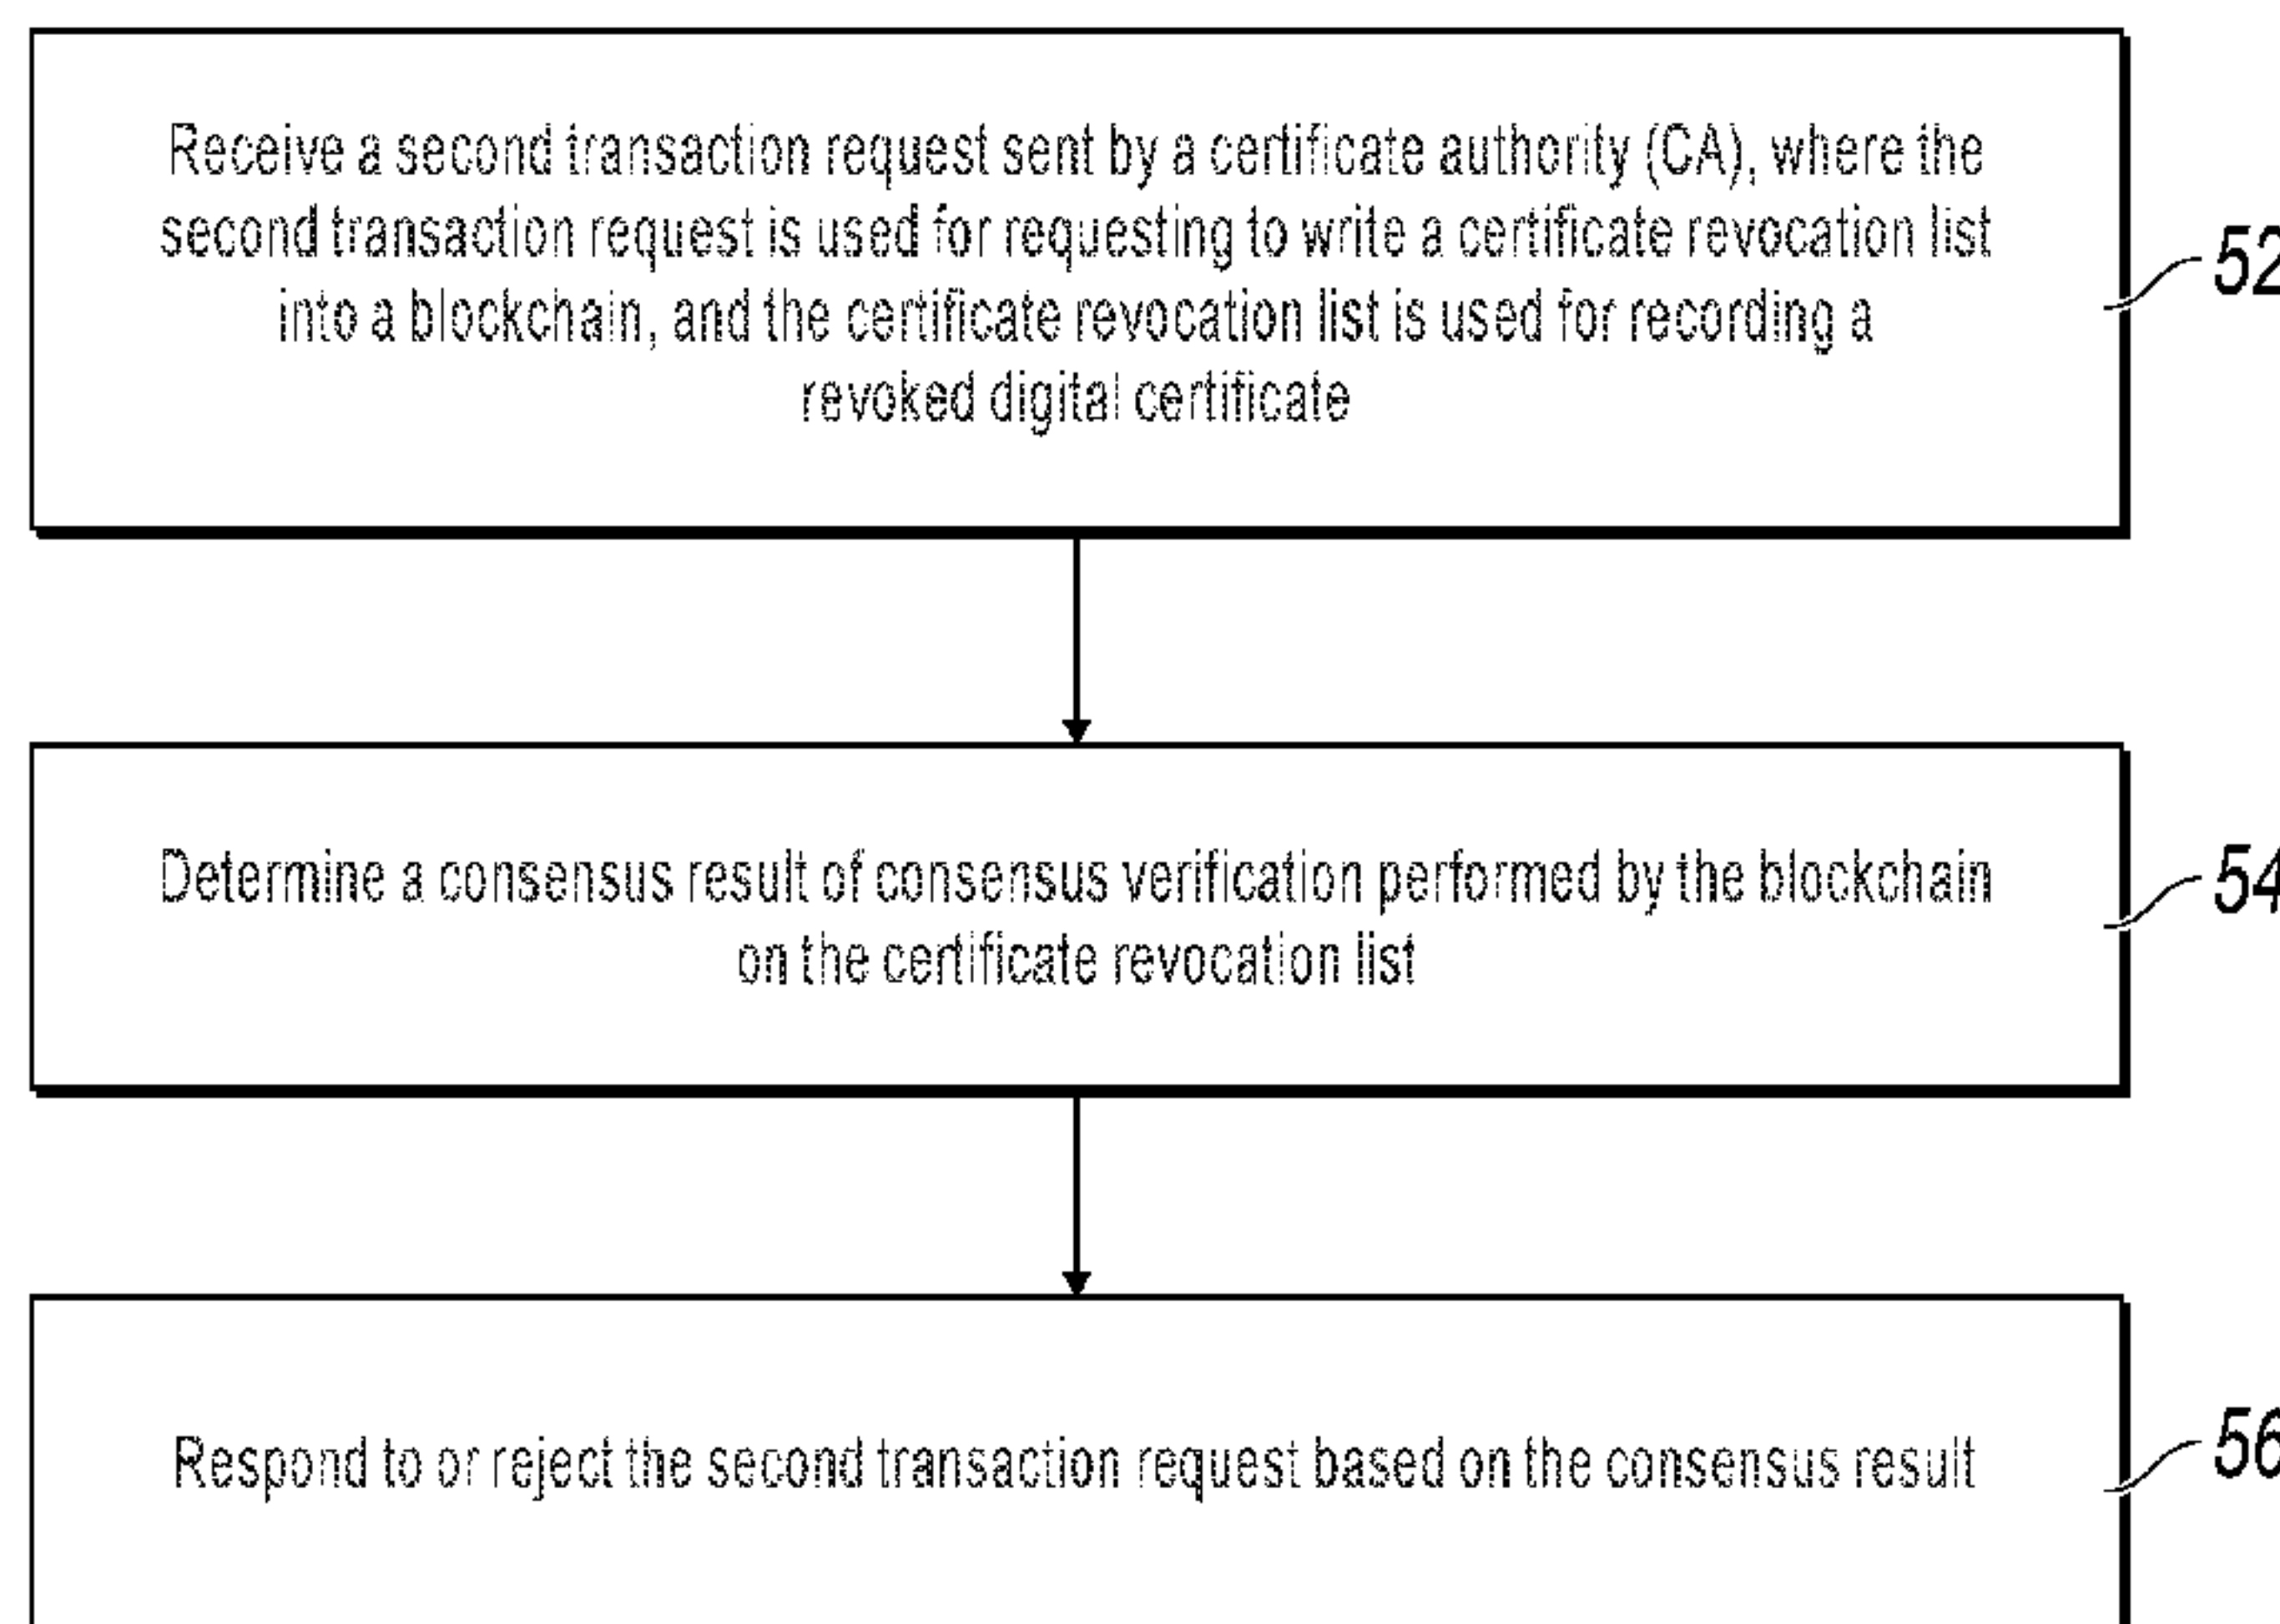 Receive a second transaction request sent by a certificate authority (CA), where the
second transaction request is used for requesting to write a certificate revocation list
into a blockchain, and the certificate revocation list is used for recording a
revoked digital certificate
52
Determine a consensus result of consensus verification performed by the blockchain
on the certificate revocation list
54
Respond to or reject the second transaction request based on the consensus result
56